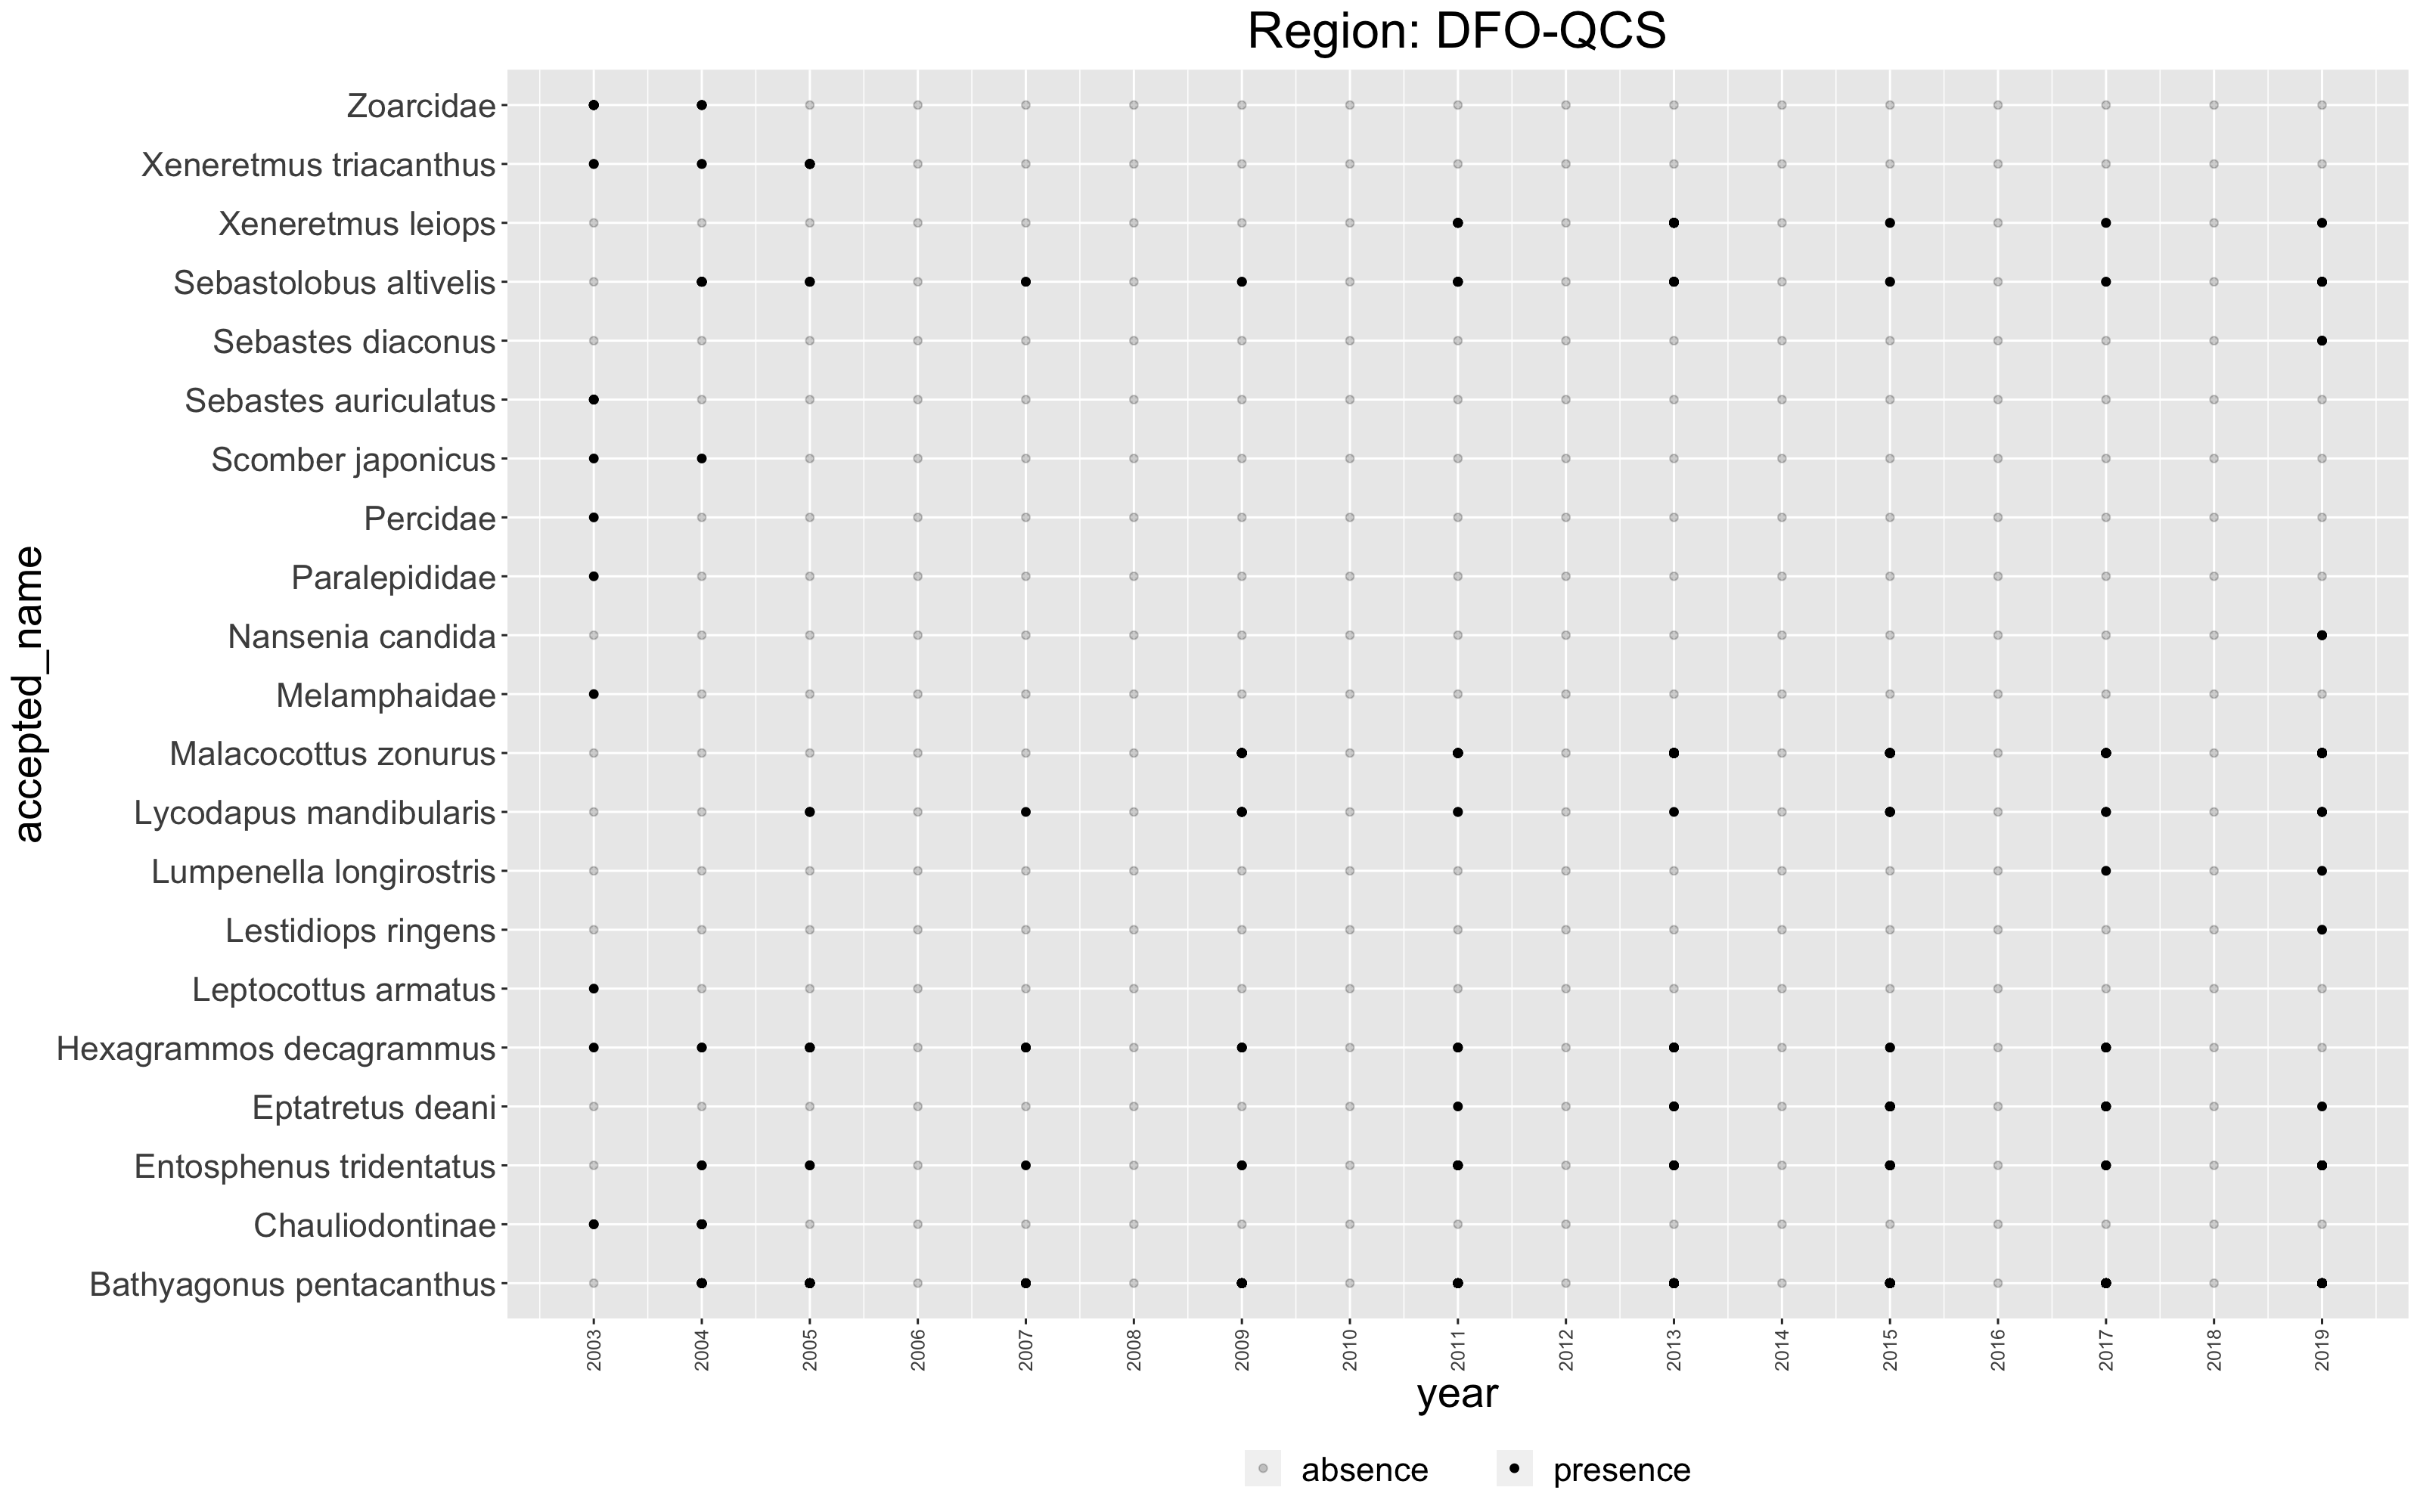 Region: DFO-QCS
accepted_name
Zoarcidae
Xeneretmus triacanthus
Xeneretmus leiops
Sebastolobus altivelis
Sebastes diaconus
Sebastes auriculatus
Scomber japonicus
Percidae
Paralepididae
Nansenia candida
Melamphaidae
Malacocottus zonurus
Lycodapus mandibularis
Lumpenella longirostris
Lestidiops ringens
Leptocottus armatus
Hexagrammos decagrammus
Eptatretus deani
Entosphenus tridentatus
Chauliodontinae
Bathyagonus pentacanthus
2003 2004 2005 2006 2007 2008 2009 2010 2011 2012 2013 2014 2015 2016 2017 2018 2019
year
absence presence